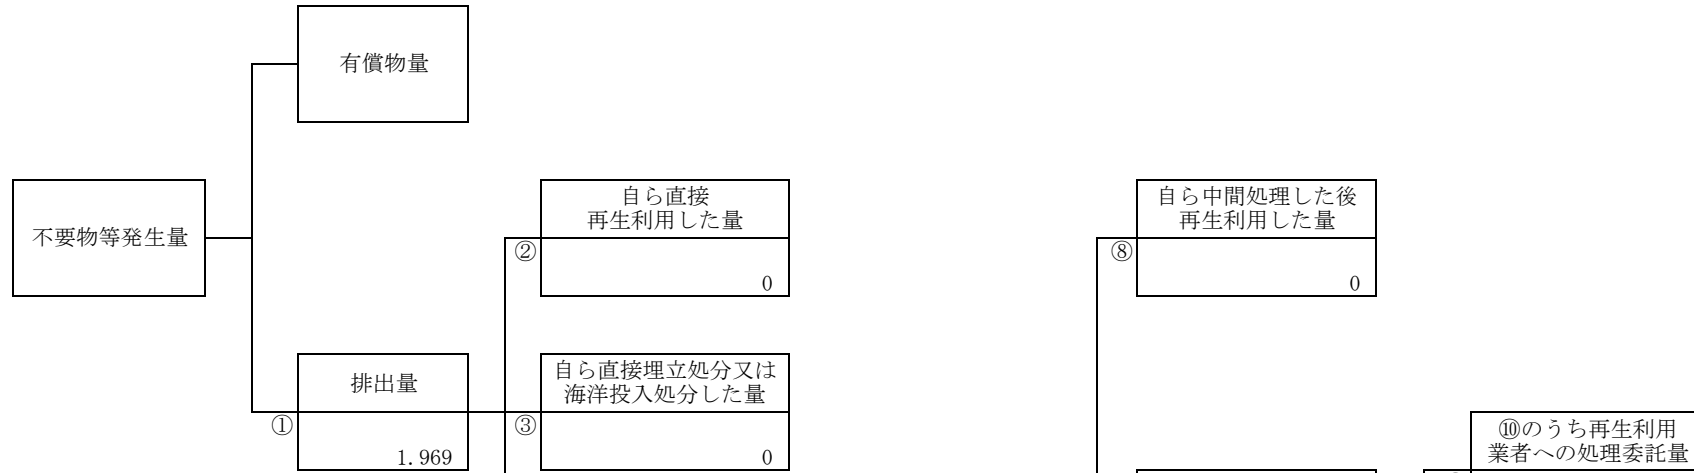 有償物量
不要物等発生量
自ら直接
再生利用した量
②
0
自ら中間処理した後
再生利用した量
⑧
0
排出量
①
1.969
自ら直接埋立処分又は
海洋投入処分した量
③
0
⑩のうち再生利用
業者への処理委託量